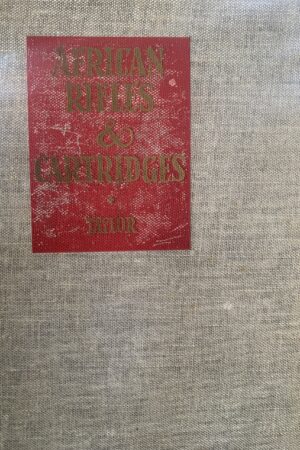 AFRICAN
RIFLES
&
CARTRIDGES
TAYLOR